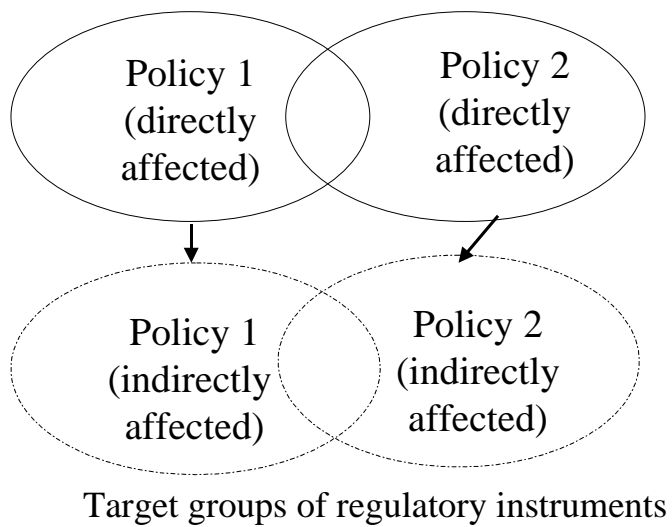 Policy 1
(directly
affected)
Policy 2
(directly
affected)
Policy 1
(indirectly
affected)
Policy 2
(indirectly
affected)
Target groups of regulatory instruments